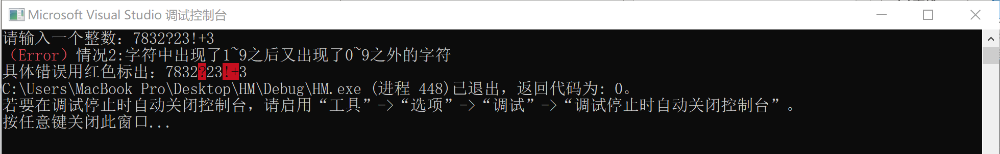 Microsoft Visual Studio 调试控制台
请输入一个整数：7832?23!+3
（Error）情况2:字符中出现了1~9之后又出现了0~9之外的字符
具体错误用红色标出：7832?23!+3
C:\Users\MacBook Pro\Desktop\HM\Debug\HM.exe (进程 448)已退出，返回代码为: 0。
若要在调试停止时自动关闭控制台，请启用“工具”->“选项”->“调试”->“调试停止时自动关闭控制台”。
按任意键关闭此窗口...